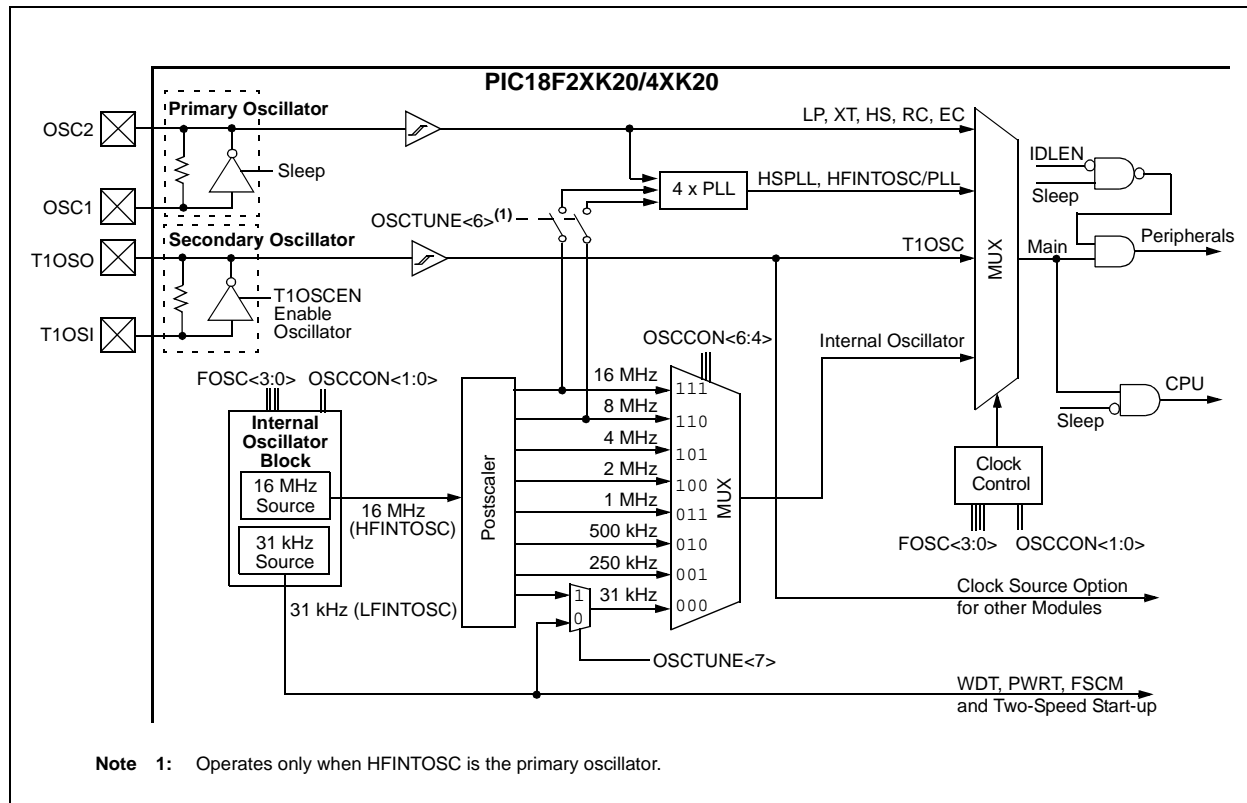 PIC18F2XK20/4XK20
Primary Oscillator
OSC2
Sleep
OSC1
LP, XT, HS, RC, EC
4 x PLL
HSPLL, HFINTOSC/PLL
OSCTUNE<6>(1)
IDLEN
Sleep
Secondary Oscillator
T1OSO
T1OSCEN
Enable
Oscillator
T1OSI
T1OSC
MUX
Main
Peripherals
OSCCON<6:4>
Internal Oscillator
CPU
Sleep
FOSC<3:0>
OSCCON<1:0>
Internal
Oscillator
Block
16 MHz
Source
31 kHz
Source
16 MHz
(HFINTOSC)
31 kHz (LFINTOSC)
Postscaler
16 MHz
111
8 MHz
110
4 MHz
101
2 MHz
100
1 MHz
011
500 kHz
010
250 kHz
001
31 kHz
000
1
0
MUX
OSCTUNE<7>
Clock
Control
FOSC<3:0>
OSCCON<1:0>
Clock Source Option
for other Modules
WDT, PWRT, FSCM
and Two-Speed Start-up
Note 1: Operates only when HFINTOSC is the primary oscillator.